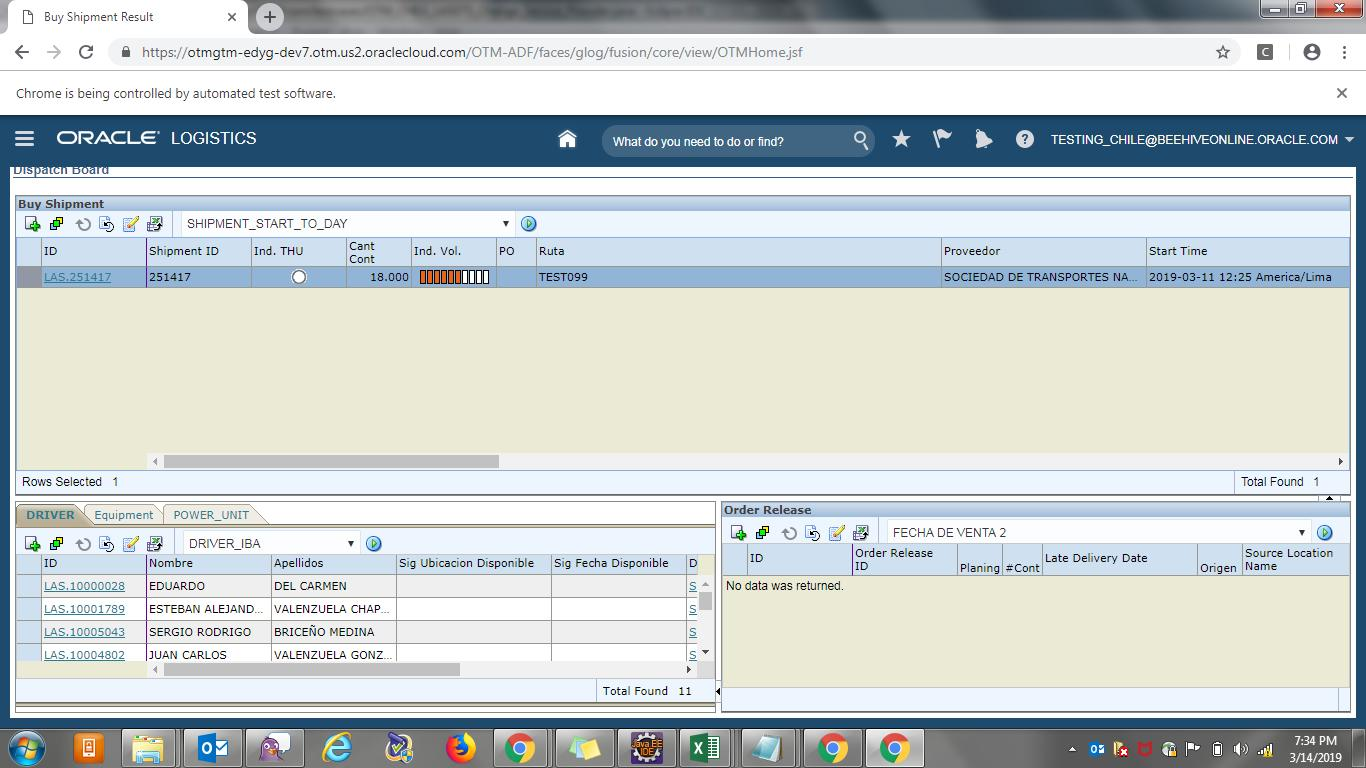 Buy Shipment Result
https://otmgtm-edyg-dev7.otm.us2.oraclecloud.com/OTM-ADF/faces/glog/fusion/core/view/OTMHome.jsf
C
Chrome is being controlled by automated test software.
ORACLE LOGISTICS
What do you need to do or find?
TESTING_CHILE@BEEHIVEONLINE.ORACLE.COM
Dispatch Board
Buy Shipment
SHIPMENT_START_TO_DAY
ID Shipment ID Ind. THU Cant Cont Ind. Vol. PO Ruta Proveedor Start Time
LAS.251417 251417 18.000 TEST099 SOCIEDAD DE TRANSPORTES NA... 2019-03-11 12:25 America/Lima
Rows Selected 1
Total Found 1
DRIVER Equipment POWER_UNIT
DRIVER_IBA
ID Nombre Apellidos Sig Ubicacion Disponible Sig Fecha Disponible D
LAS.10000028 EDUARDO DEL CARMEN S
LAS.10001789 ESTEBAN ALEJAND... VALENZUELA CHAP... S
LAS.10005043 SERGIO RODRIGO BRICEÑO MEDINA S
LAS.10004802 JUAN CARLOS VALENZUELA GONZ... S
Total Found 11
Order Release
FECHA DE VENTA 2
ID Order Release ID Planing #Cont Late Delivery Date Origen Source Location Name
No data was returned.
Java EE
IDE
7:34 PM
3/14/2019